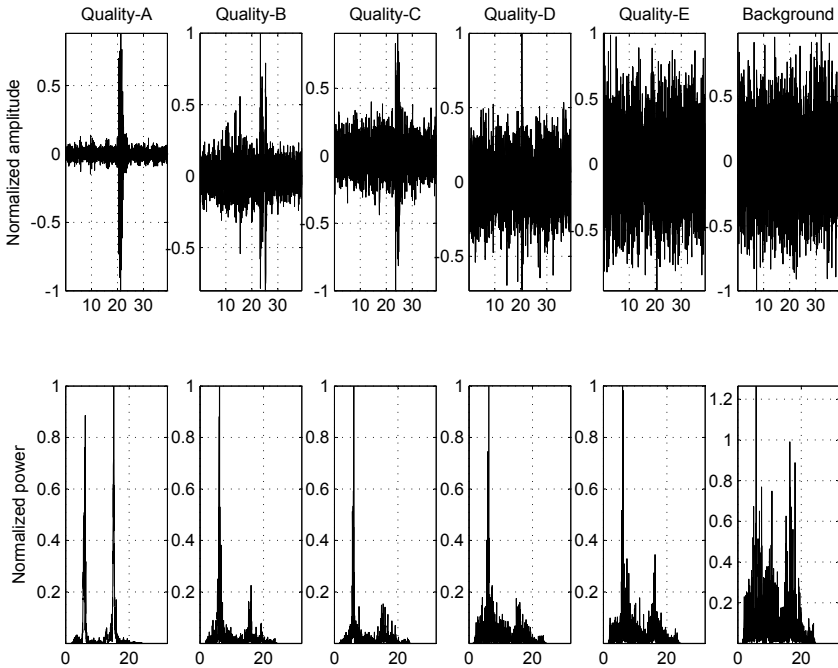 Quality-A Quality-B Quality-C Quality-D Quality-E Background
Normalized amplitude
0.5 0 -0.5 -1
1 0.5 0 -0.5
0.5 0 -0.5 -1
1 0.5 0 -0.5
1 0.5 0 -0.5
0.5 0 -0.5 -1
10 20 30 10 20 30 10 20 30 10 20 30 10 20 30 10 20 30
Normalized power
1 0.8 0.6 0.4 0.2
1 0.8 0.6 0.4 0.2
1 0.8 0.6 0.4 0.2
1 0.8 0.6 0.4 0.2
1 0.8 0.6 0.4 0.2
1.2 1 0.8 0.6 0.4 0.2
0 20 0 20 0 20 0 20 0 20 0 20